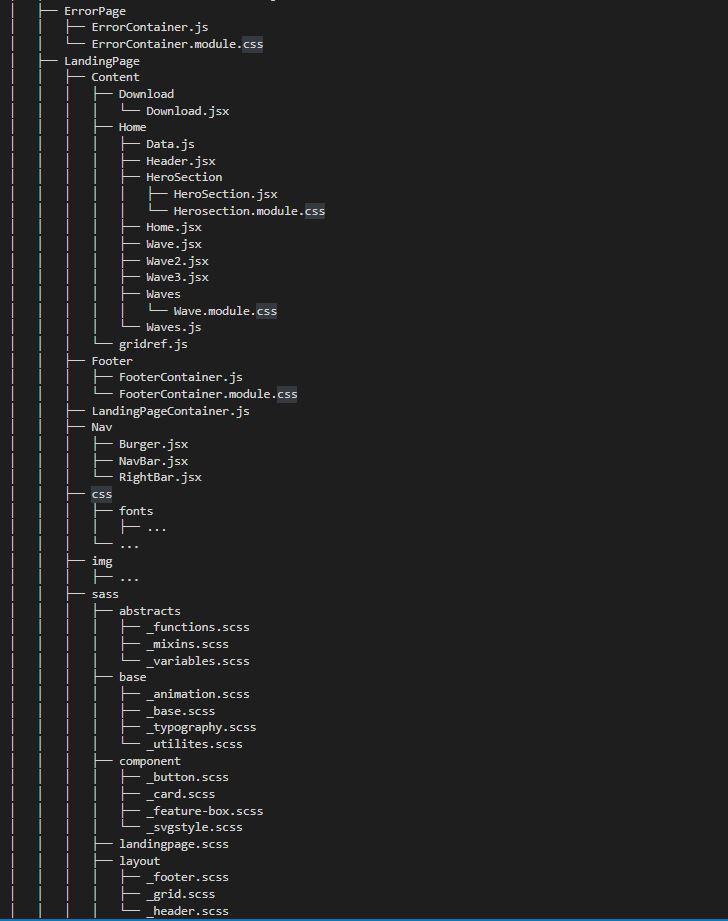 │   ├── ErrorPage
│   │   ├── ErrorContainer.js
│   │   └── ErrorContainer.module.css
│   ├── LandingPage
│   │   ├── Content
│   │   │   ├── Download
│   │   │   │   └── Download.jsx
│   │   │   ├── Home
│   │   │   │   ├── Data.js
│   │   │   │   ├── Header.jsx
│   │   │   │   ├── HeroSection
│   │   │   │   │   ├── HeroSection.jsx
│   │   │   │   │   └── Herosection.module.css
│   │   │   │   ├── Home.jsx
│   │   │   │   ├── Wave.jsx
│   │   │   │   ├── Wave2.jsx
│   │   │   │   ├── Wave3.jsx
│   │   │   │   ├── Waves
│   │   │   │   │   └── Wave.module.css
│   │   │   │   └── Waves.js
│   │   │   └── gridref.js
│   │   ├── Footer
│   │   │   ├── FooterContainer.js
│   │   │   └── FooterContainer.module.css
│   │   ├── LandingPageContainer.js
│   │   ├── Nav
│   │   │   ├── Burger.jsx
│   │   │   ├── NavBar.jsx
│   │   │   └── RightBar.jsx
│   │   ├── css
│   │   │   ├── fonts
│   │   │   │   ├── ...
│   │   │   └── ...
│   │   ├── img
│   │   │   ├── ...
│   │   ├── sass
│   │   │   ├── abstracts
│   │   │   │   ├── _functions.scss
│   │   │   │   ├── _mixins.scss
│   │   │   │   └── _variables.scss
│   │   │   ├── base
│   │   │   │   ├── _animation.scss
│   │   │   │   ├── _base.scss
│   │   │   │   ├── _typography.scss
│   │   │   │   └── _utilites.scss
│   │   │   ├── component
│   │   │   │   ├── _button.scss
│   │   │   │   ├── _card.scss
│   │   │   │   ├── _feature-box.scss
│   │   │   │   └── _svgstyle.scss
│   │   │   ├── landingpage.scss
│   │   │   ├── layout
│   │   │   │   ├── _footer.scss
│   │   │   │   ├── _grid.scss
│   │   │   │   └── _header.scss